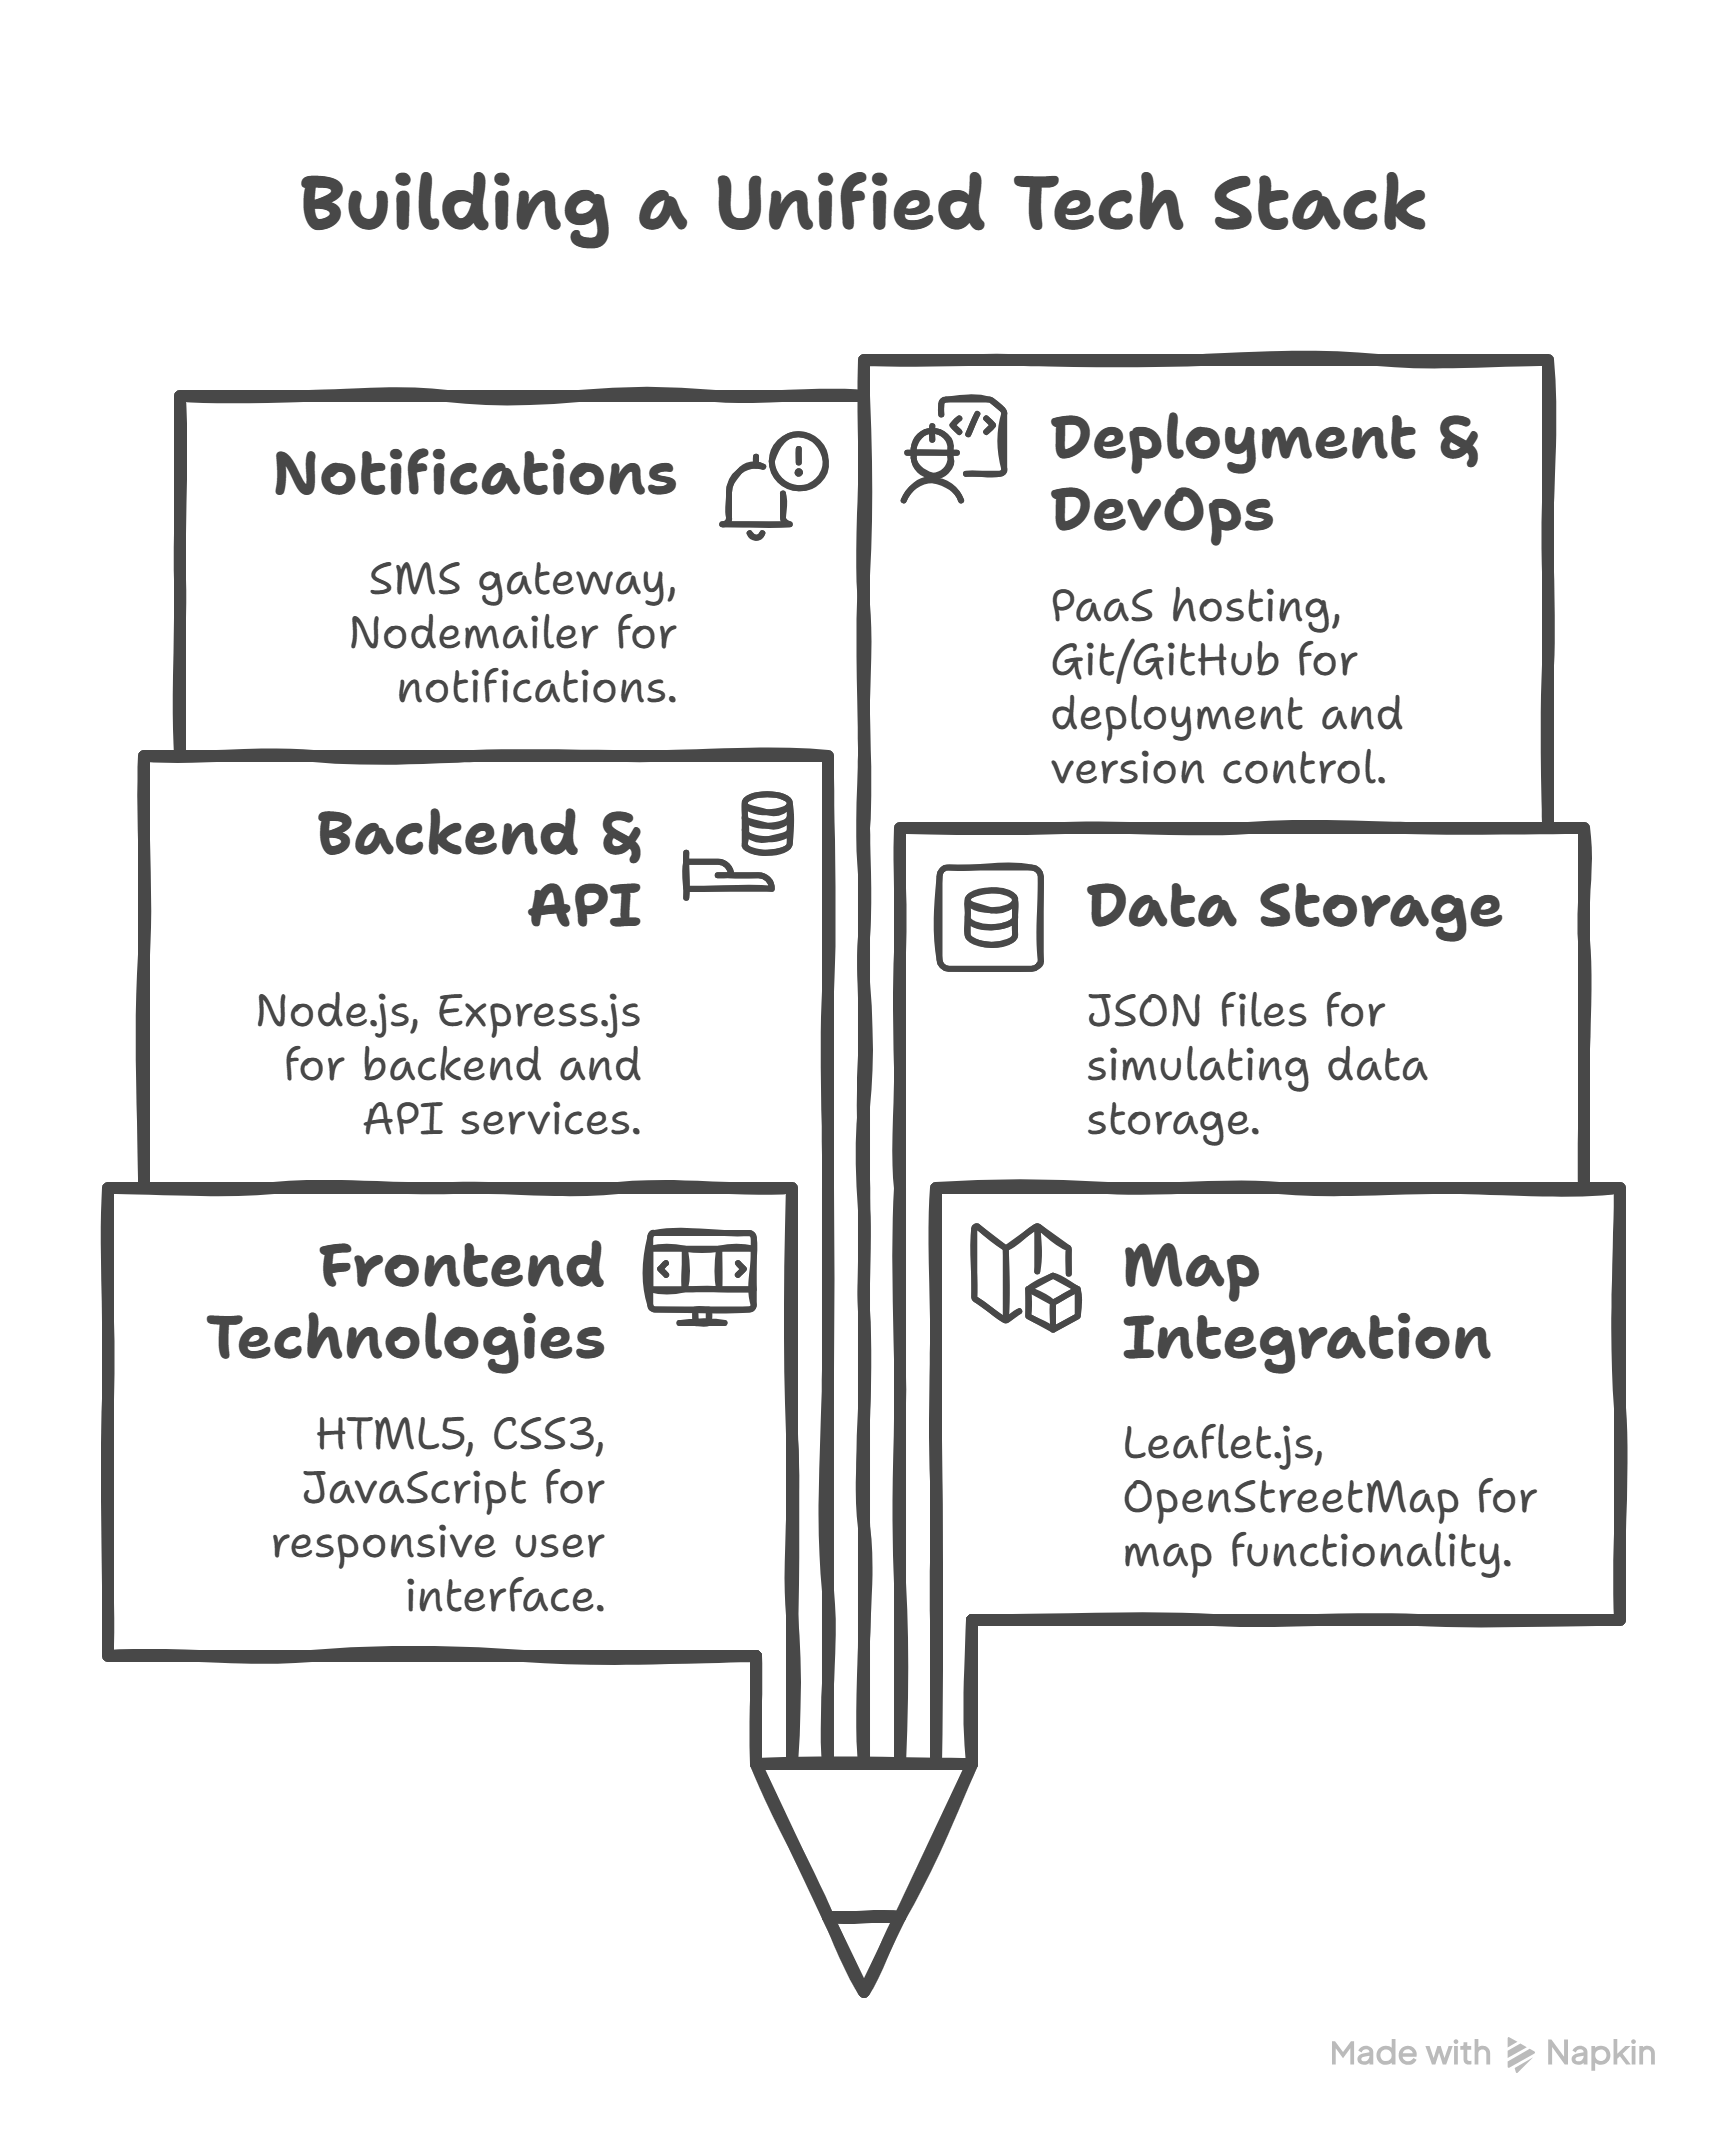 Building a Unified Tech Stack
Notifications
SMS gateway,
Nodemailer for
notifications.
Deployment &
DevOps
PaaS hosting,
Git/GitHub for
deployment and
version control.
Backend &
API
Node.js, Express.js
for backend and
API services.
Data Storage
JSON files for
simulating data
storage.
Frontend
Technologies
HTML5, CSS3,
JavaScript for
responsive user
interface.
Map
Integration
Leaflet.js,
OpenStreetMap for
map functionality.
Made with Napkin